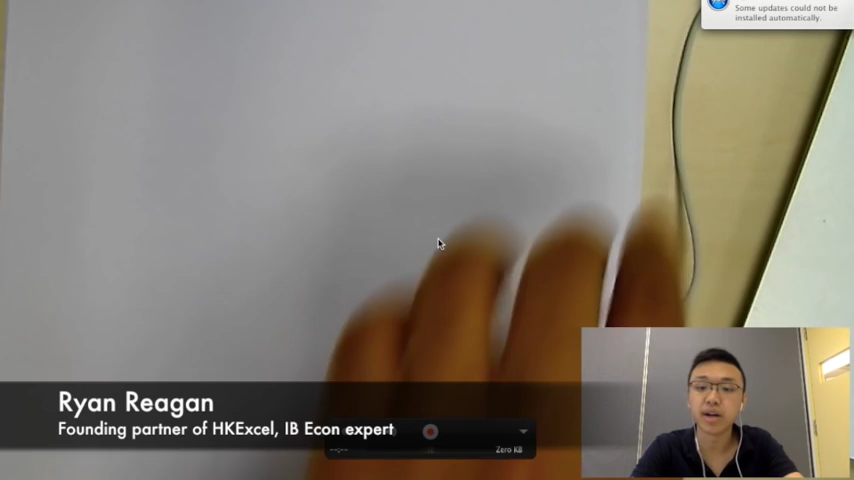 Some updates could not be
installed automatically.
Ryan Reagan
Founding partner of HKExcel, IB Econ expert
--:--
Zero KB